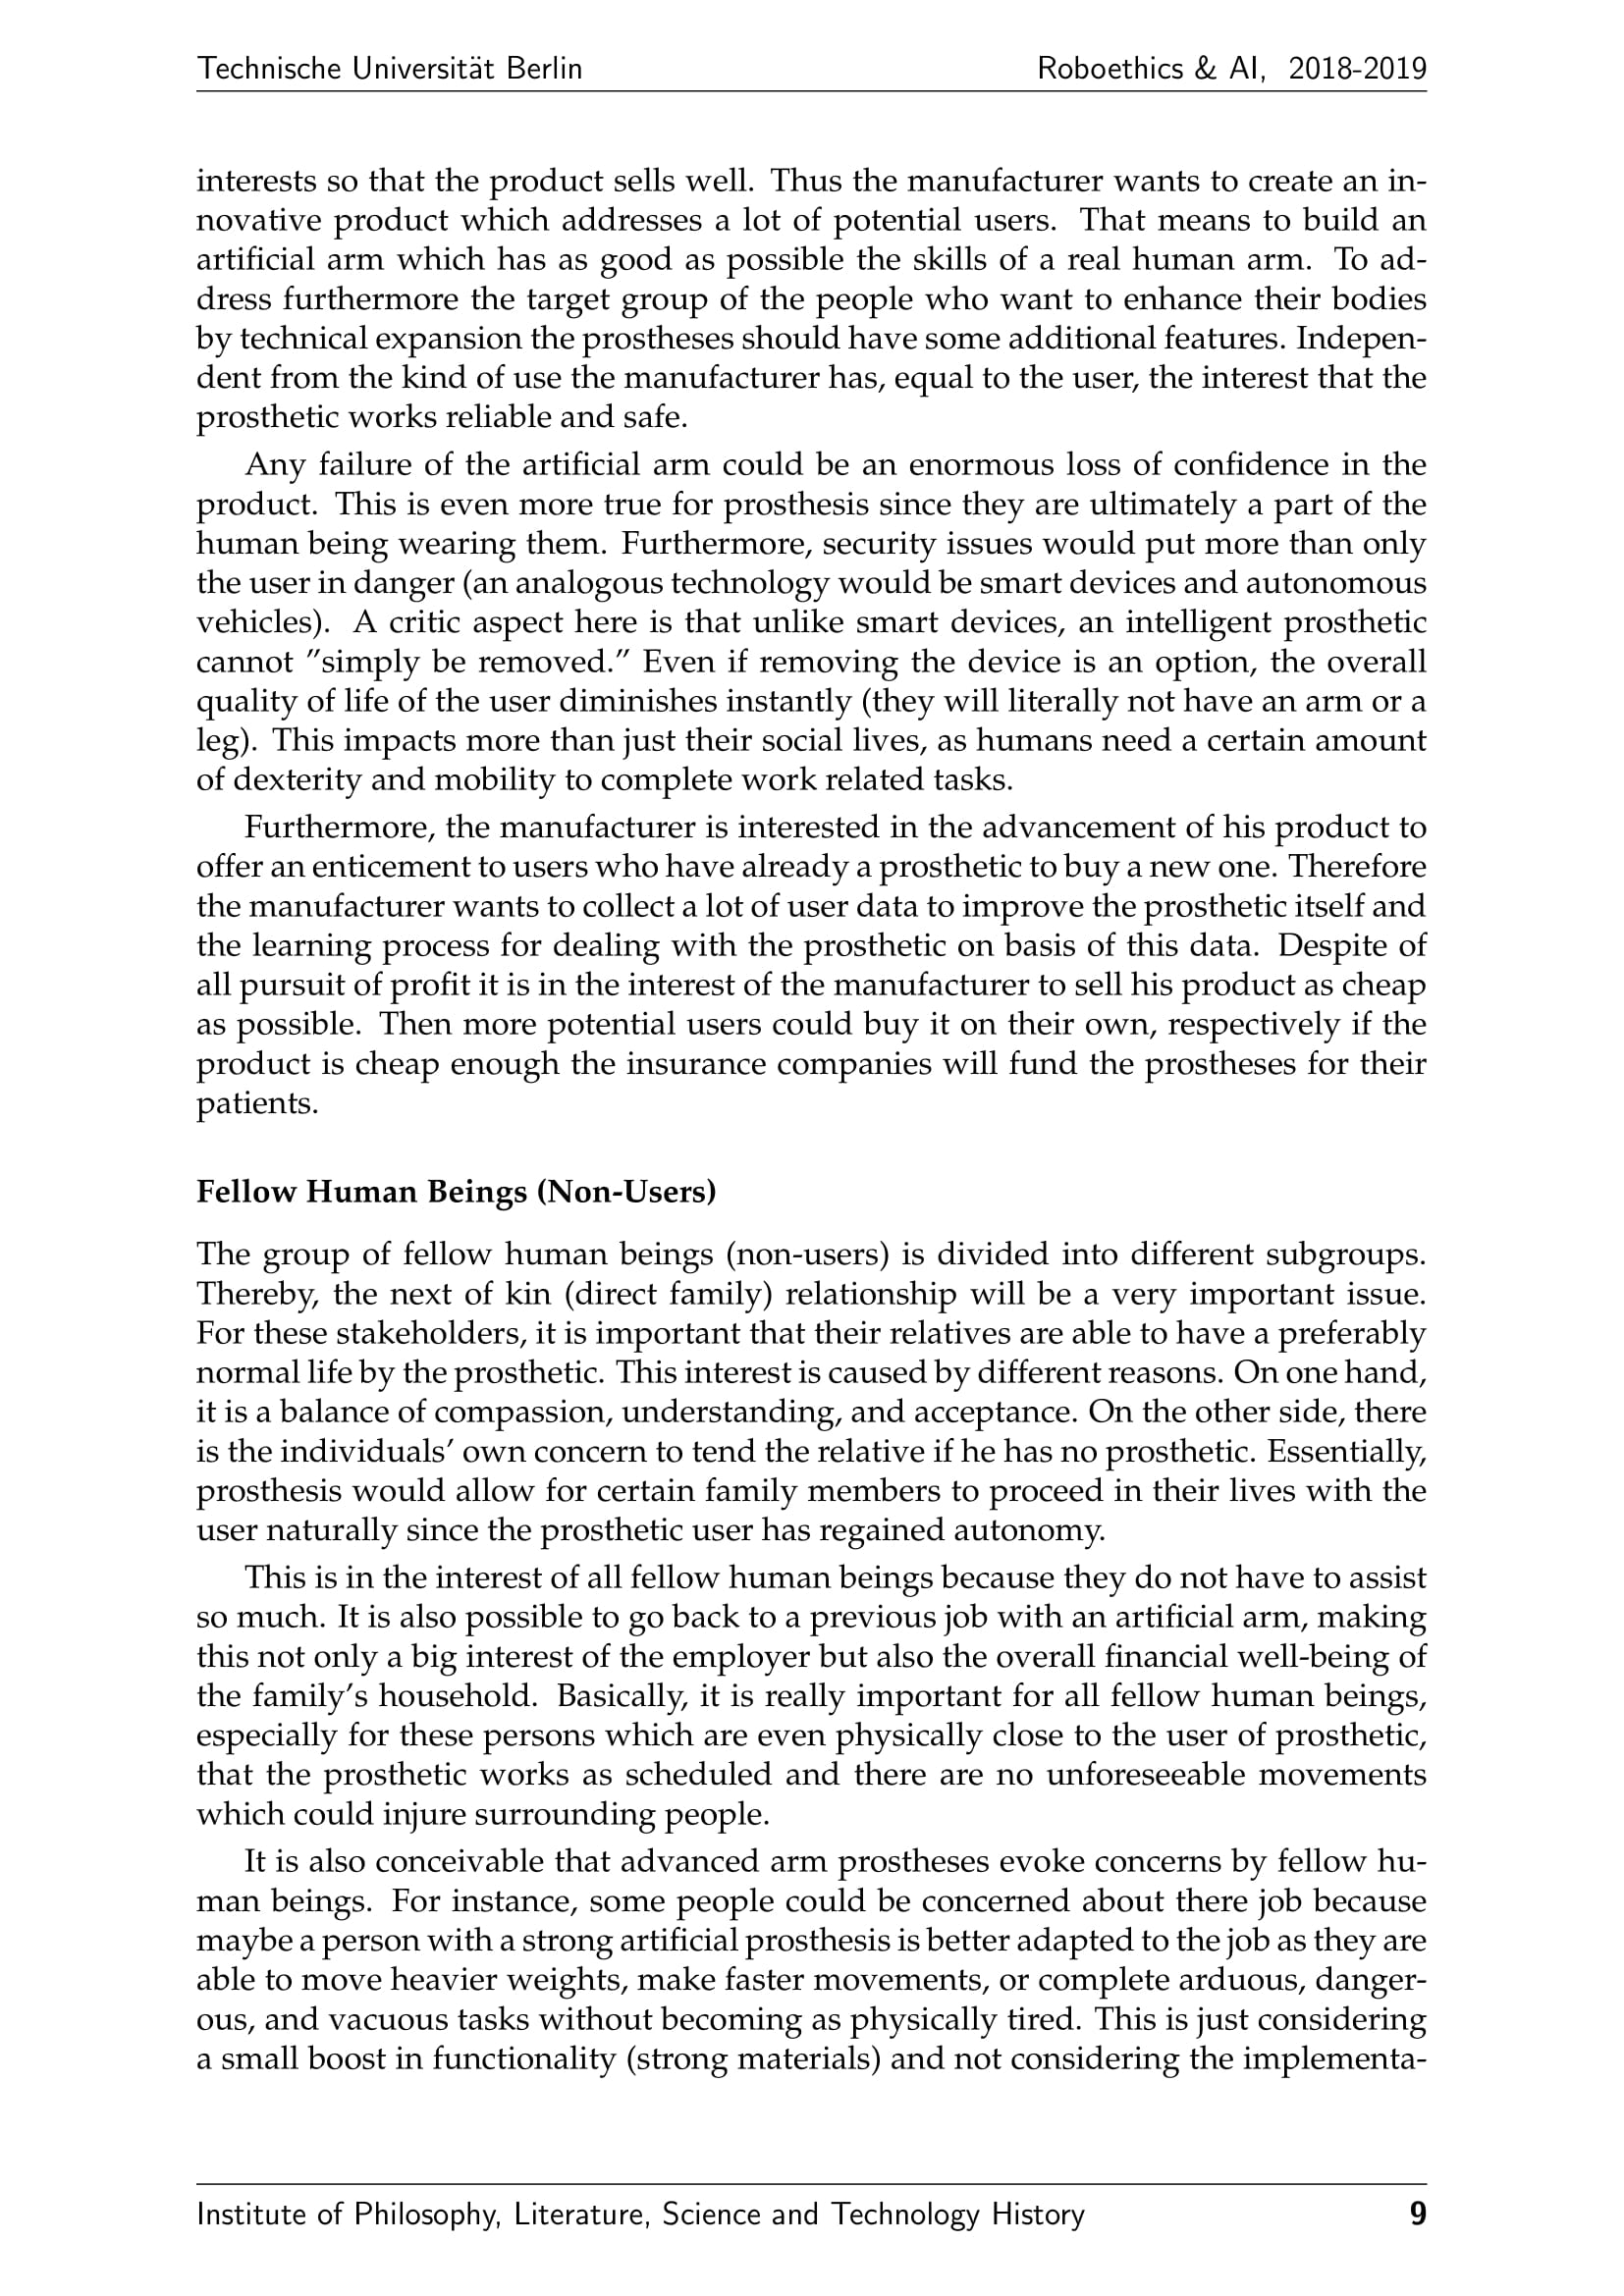 Technische Universität Berlin
Roboethics & AI, 2018-2019
interests so that the product sells well. Thus the manufacturer wants to create an in-
novative product which addresses a lot of potential users. That means to build an
artificial arm which has as good as possible the skills of a real human arm. To ad-
dress furthermore the target group of the people who want to enhance their bodies
by technical expansion the prostheses should have some additional features. Indepen-
dent from the kind of use the manufacturer has, equal to the user, the interest that the
prosthetic works reliable and safe.
Any failure of the artificial arm could be an enormous loss of confidence in the
product. This is even more true for prosthesis since they are ultimately a part of the
human being wearing them. Furthermore, security issues would put more than only
the user in danger (an analogous technology would be smart devices and autonomous
vehicles). A critic aspect here is that unlike smart devices, an intelligent prosthetic
cannot ”simply be removed.” Even if removing the device is an option, the overall
quality of life of the user diminishes instantly (they will literally not have an arm or a
leg). This impacts more than just their social lives, as humans need a certain amount
of dexterity and mobility to complete work related tasks.
Furthermore, the manufacturer is interested in the advancement of his product to
offer an enticement to users who have already a prosthetic to buy a new one. Therefore
the manufacturer wants to collect a lot of user data to improve the prosthetic itself and
the learning process for dealing with the prosthetic on basis of this data. Despite of
all pursuit of profit it is in the interest of the manufacturer to sell his product as cheap
as possible. Then more potential users could buy it on their own, respectively if the
product is cheap enough the insurance companies will fund the prostheses for their
patients.
Fellow Human Beings (Non-Users)
The group of fellow human beings (non-users) is divided into different subgroups.
Thereby, the next of kin (direct family) relationship will be a very important issue.
For these stakeholders, it is important that their relatives are able to have a preferably
normal life by the prosthetic. This interest is caused by different reasons. On one hand,
it is a balance of compassion, understanding, and acceptance. On the other side, there
is the individuals’ own concern to tend the relative if he has no prosthetic. Essentially,
prosthesis would allow for certain family members to proceed in their lives with the
user naturally since the prosthetic user has regained autonomy.
This is in the interest of all fellow human beings because they do not have to assist
so much. It is also possible to go back to a previous job with an artificial arm, making
this not only a big interest of the employer but also the overall financial well-being of
the family’s household. Basically, it is really important for all fellow human beings,
especially for these persons which are even physically close to the user of prosthetic,
that the prosthetic works as scheduled and there are no unforeseeable movements
which could injure surrounding people.
It is also conceivable that advanced arm prostheses evoke concerns by fellow hu-
man beings. For instance, some people could be concerned about there job because
maybe a person with a strong artificial prosthesis is better adapted to the job as they are
able to move heavier weights, make faster movements, or complete arduous, danger-
ous, and vacuous tasks without becoming as physically tired. This is just considering
a small boost in functionality (strong materials) and not considering the implementa-
Institute of Philosophy, Literature, Science and Technology History
9